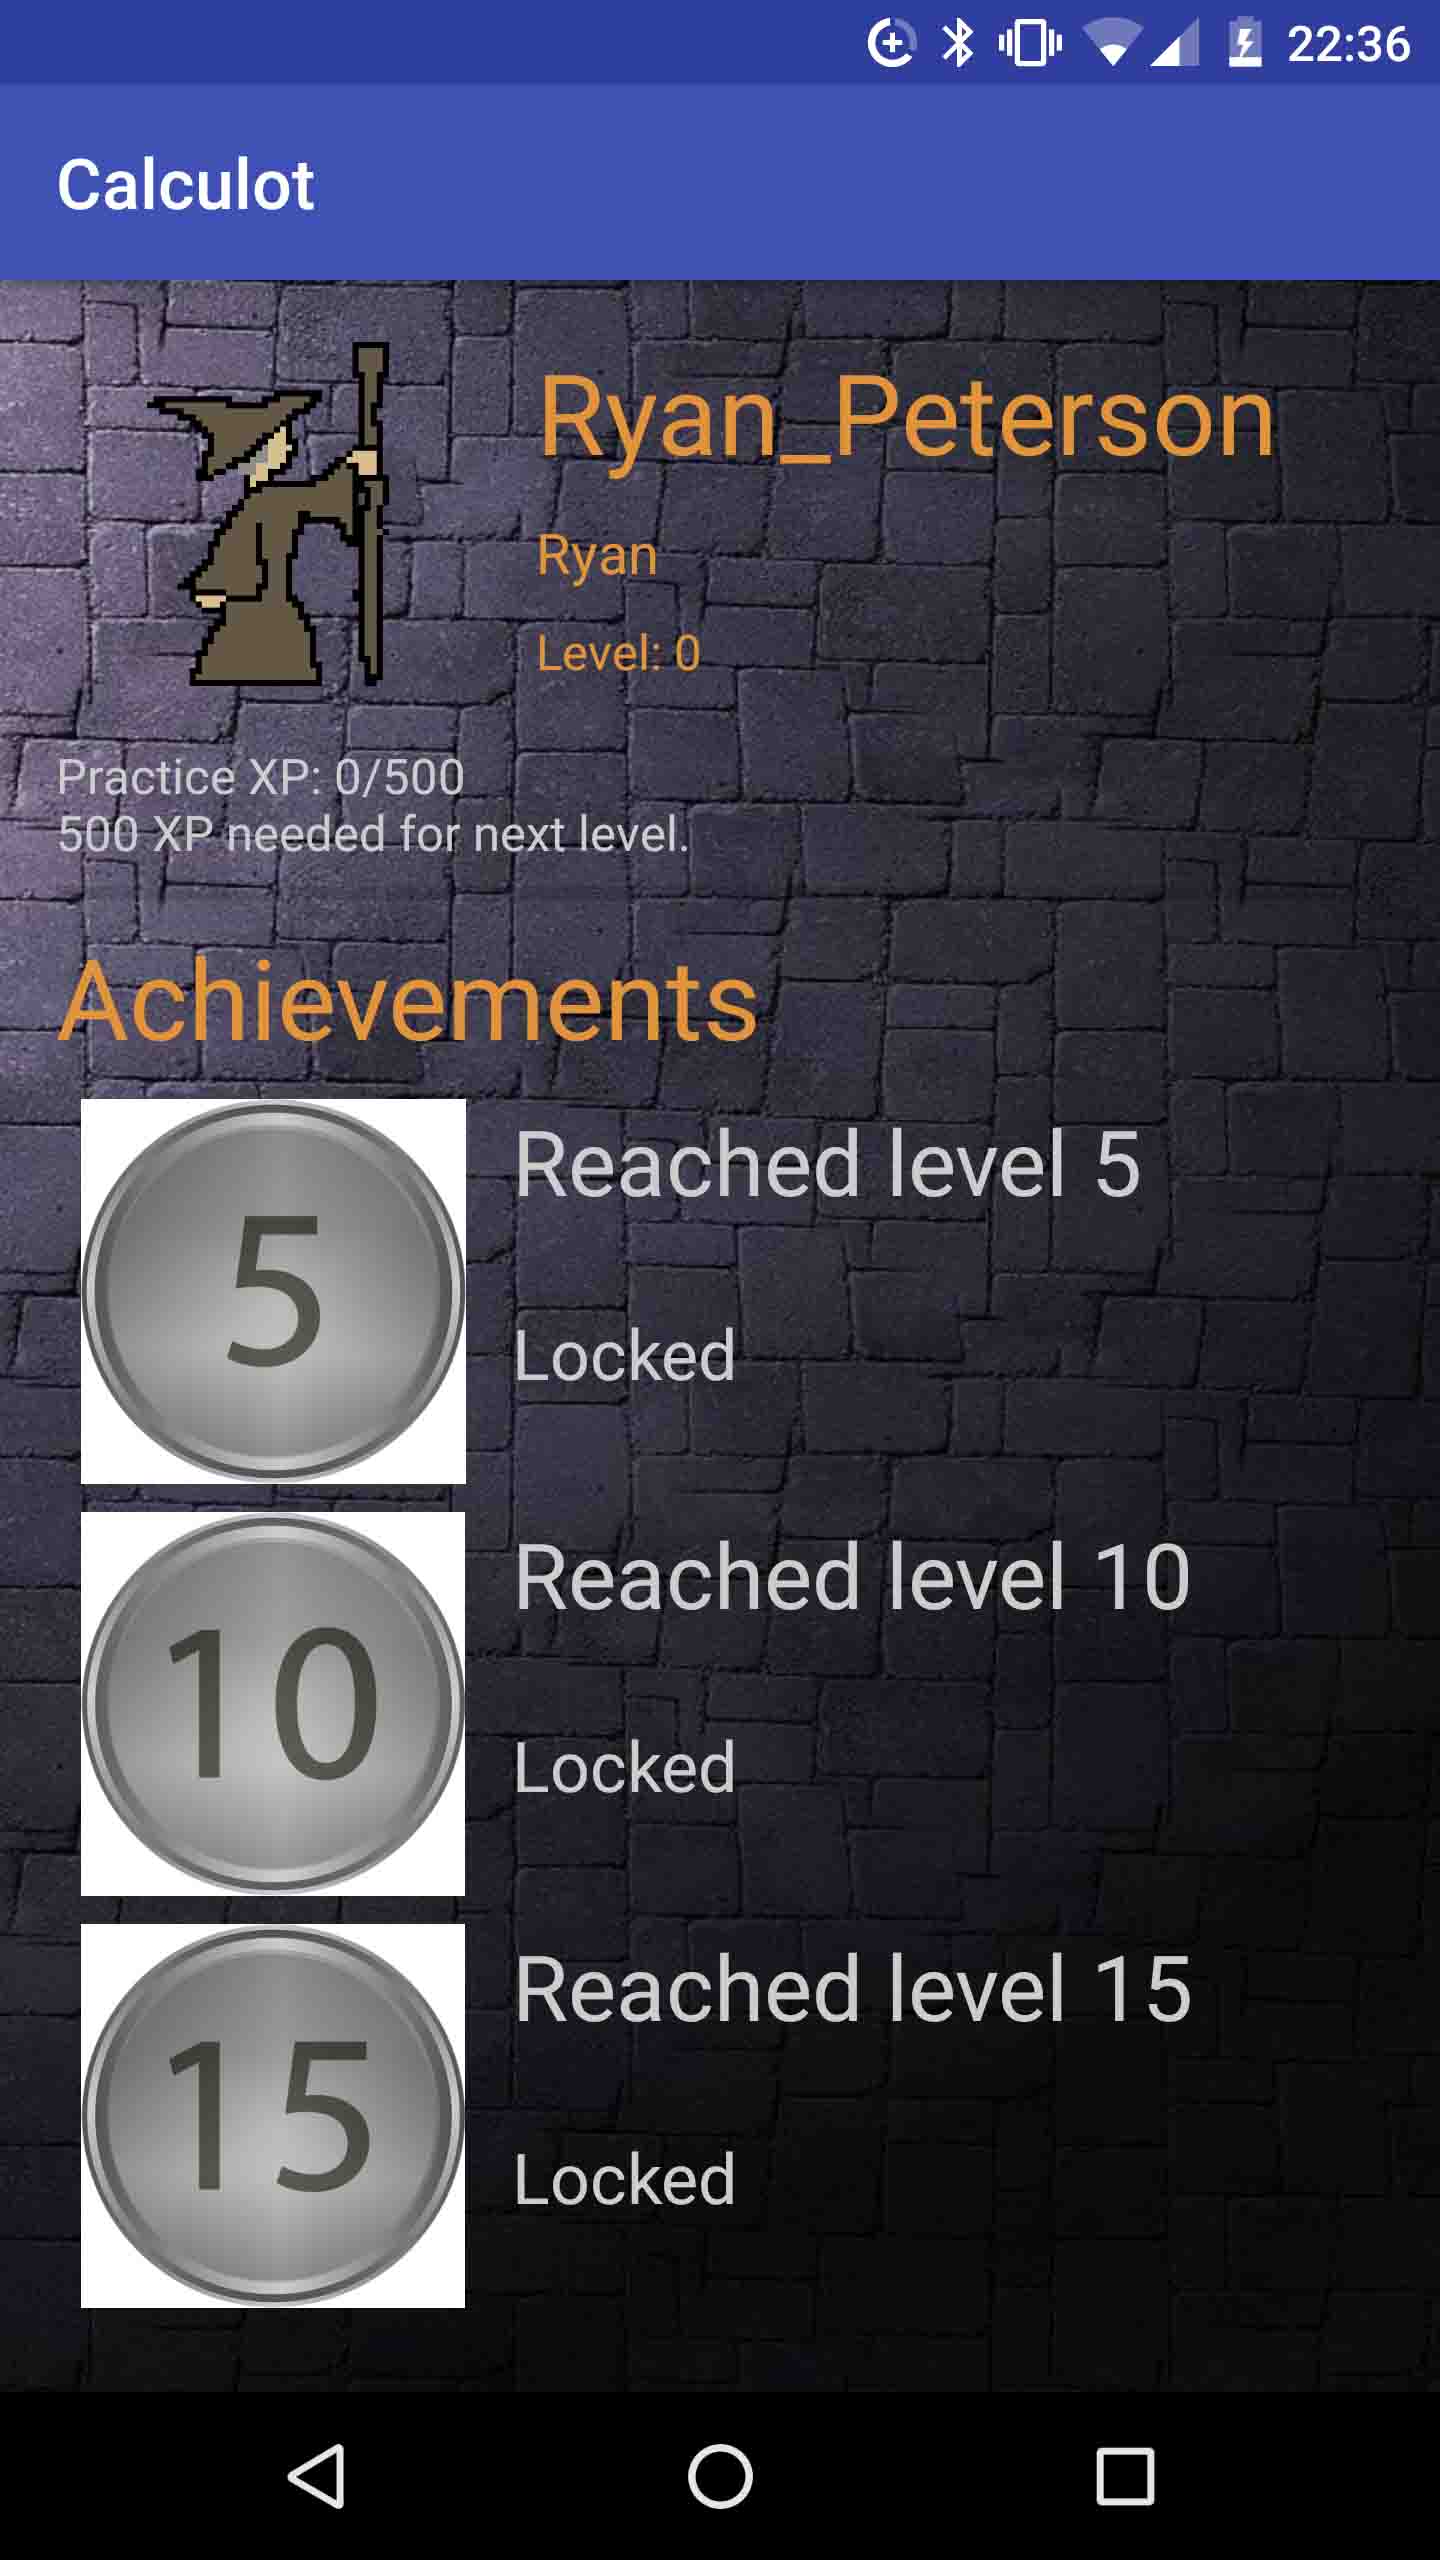 22:36
Calculot
Ryan_Peterson
Ryan
Level: 0
Practice XP: 0/500
500 XP needed for next level.
Achievements
5
Reached level 5
Locked
10
Reached level 10
Locked
15
Reached level 15
Locked